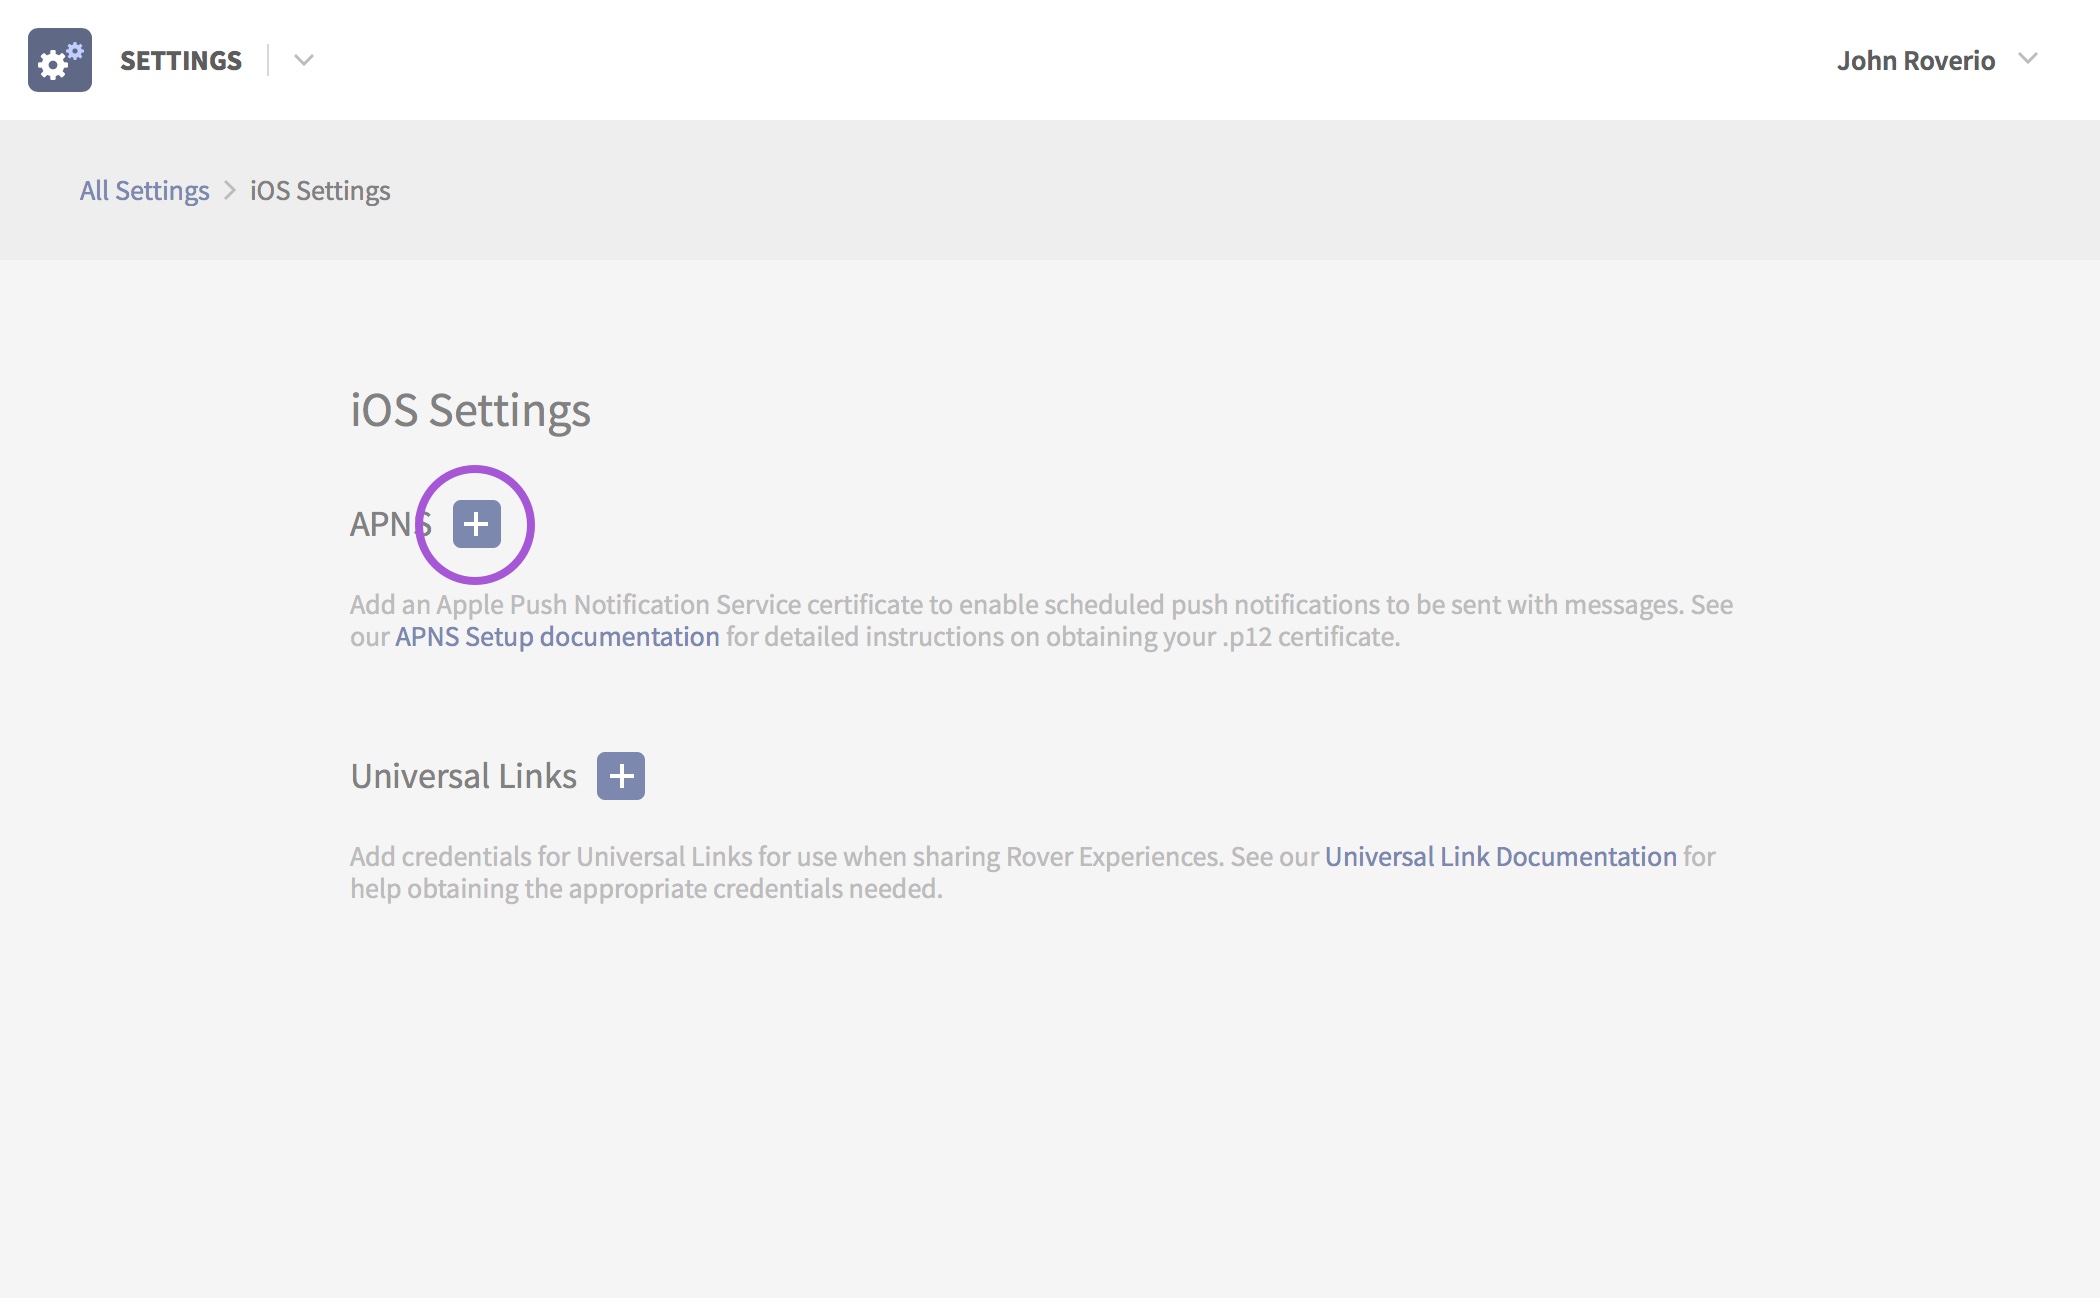 SETTINGS
John Roverio
All Settings > iOS Settings
iOS Settings
APNS
Add an Apple Push Notification Service certificate to enable scheduled push notifications to be sent with messages. See
our APNS Setup documentation for detailed instructions on obtaining your .p12 certificate.
Universal Links
Add credentials for Universal Links for use when sharing Rover Experiences. See our Universal Link Documentation for
help obtaining the appropriate credentials needed.